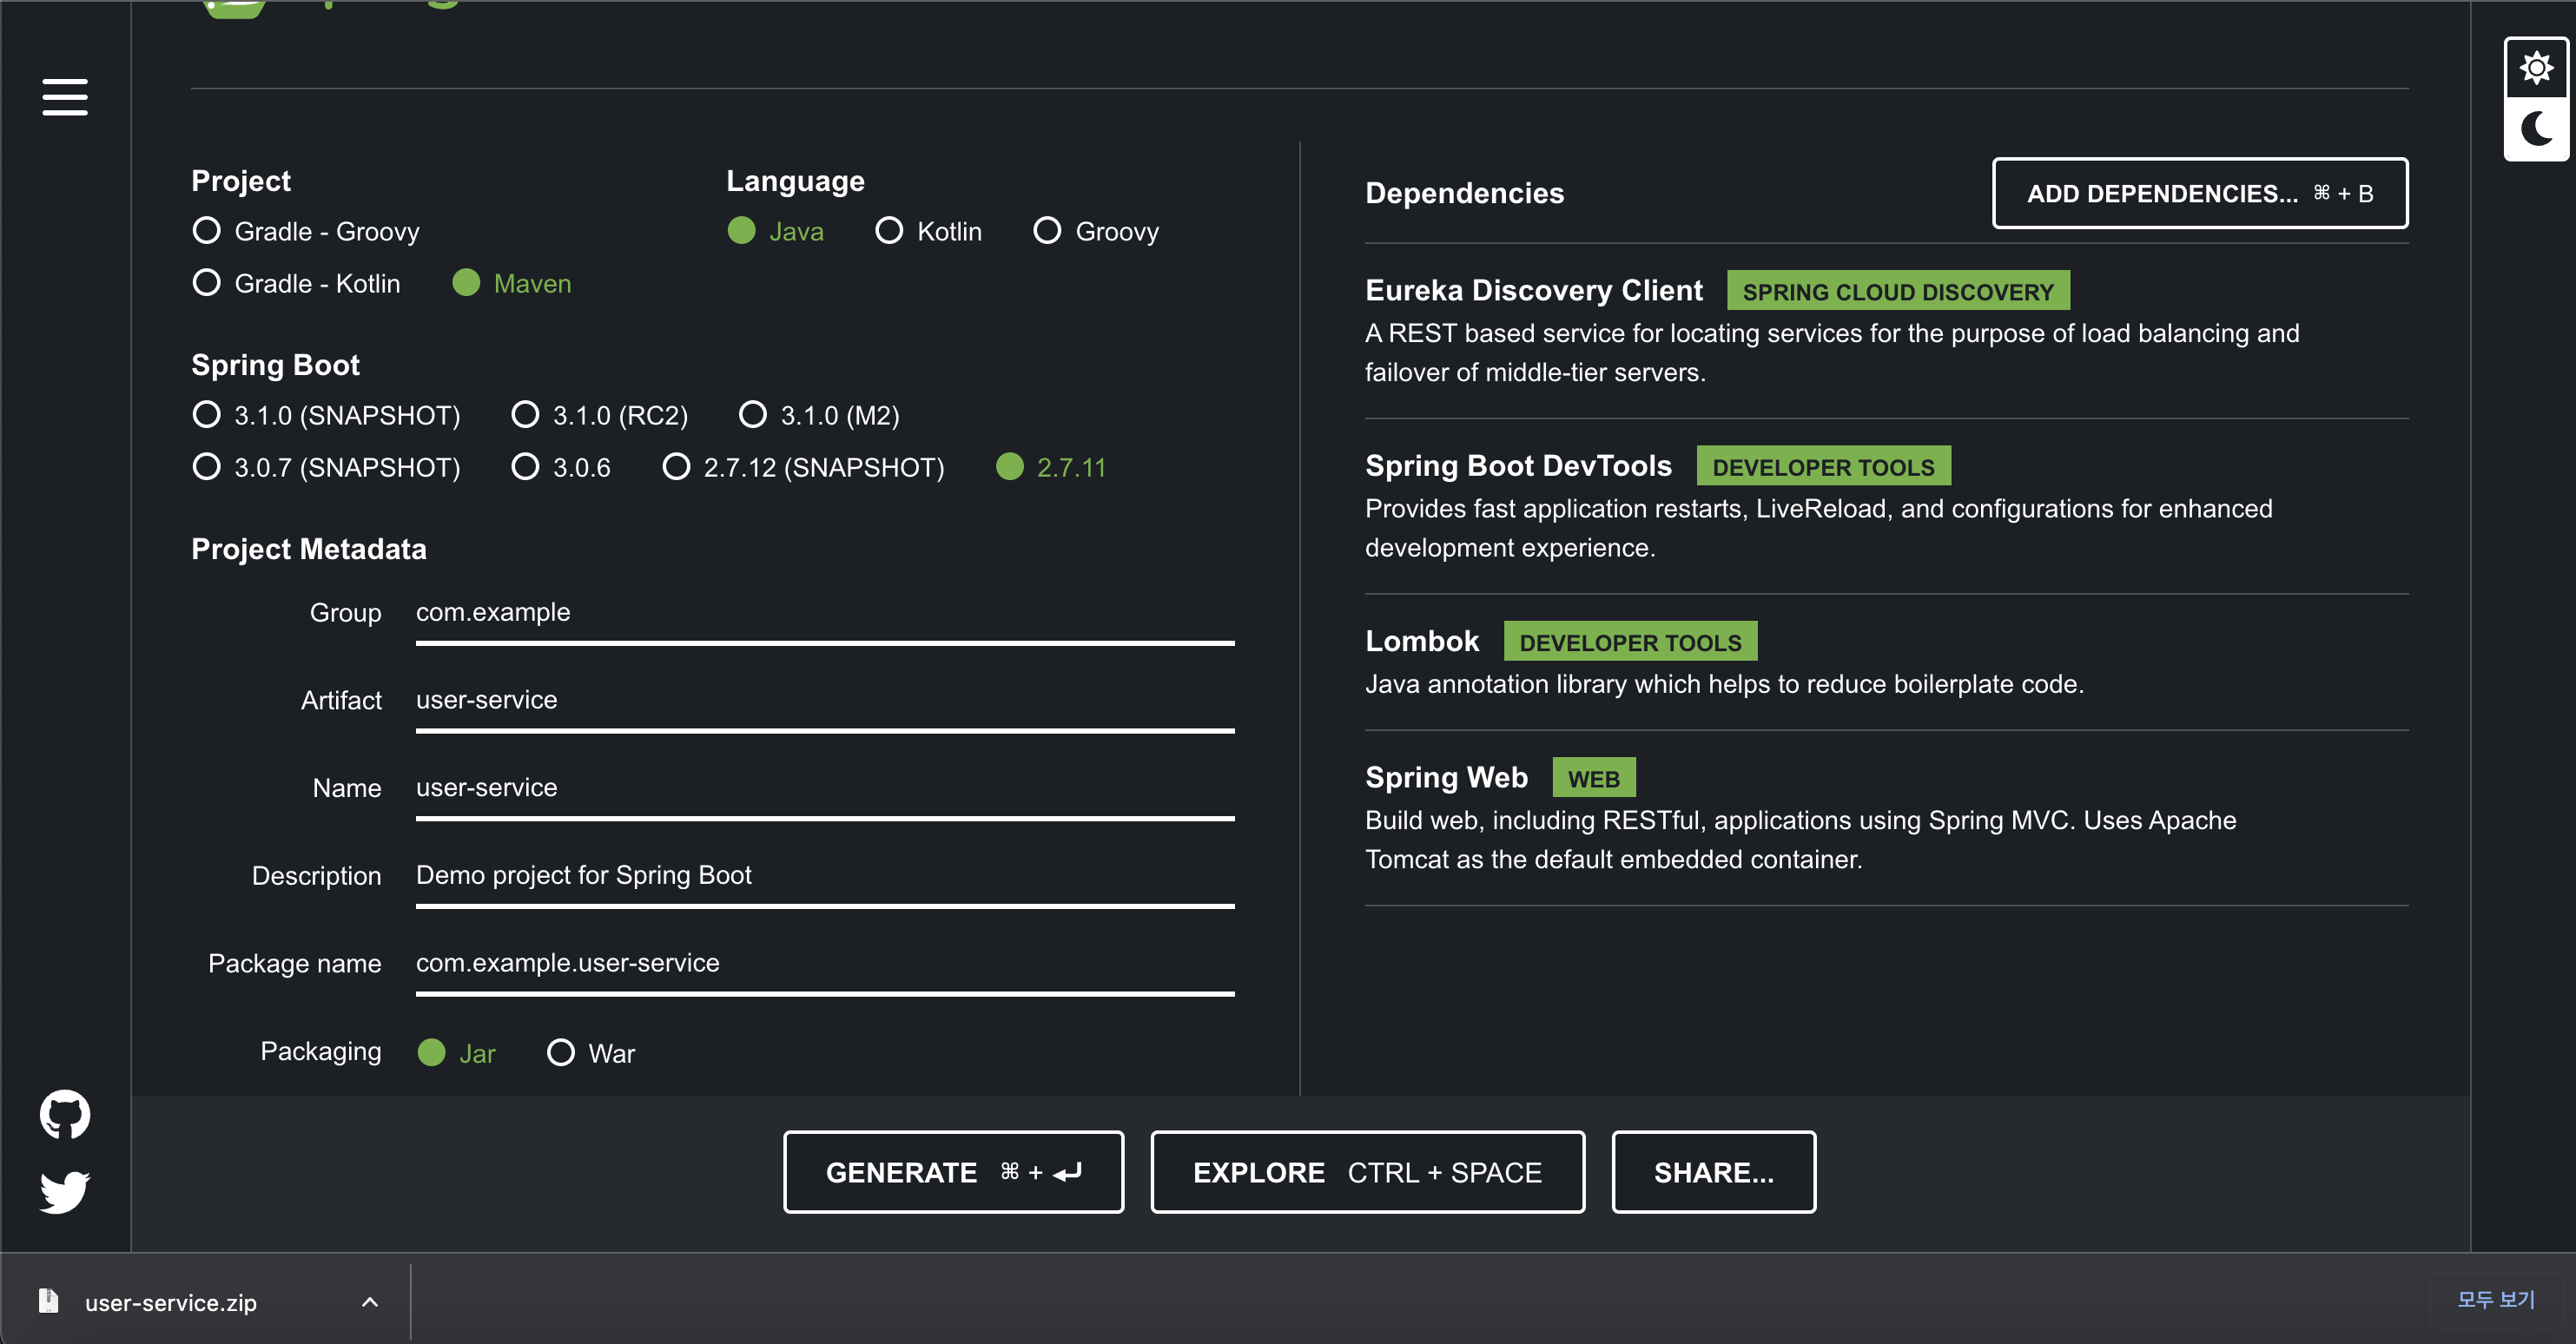 Project
Gradle - Groovy
Gradle - Kotlin
Maven
Language
Java
Kotlin
Groovy
Spring Boot
3.1.0 (SNAPSHOT)
3.1.0 (RC2)
3.1.0 (M2)
3.0.7 (SNAPSHOT)
3.0.6
2.7.12 (SNAPSHOT)
2.7.11
Project Metadata
Group
com.example
Artifact
user-service
Name
user-service
Description
Demo project for Spring Boot
Package name
com.example.user-service
Packaging
Jar
War
Dependencies
ADD DEPENDENCIES... ⌘ + B
Eureka Discovery Client
SPRING CLOUD DISCOVERY
A REST based service for locating services for the purpose of load balancing and
failover of middle-tier servers.
Spring Boot DevTools
DEVELOPER TOOLS
Provides fast application restarts, LiveReload, and configurations for enhanced
development experience.
Lombok
DEVELOPER TOOLS
Java annotation library which helps to reduce boilerplate code.
Spring Web
WEB
Build web, including RESTful, applications using Spring MVC. Uses Apache
Tomcat as the default embedded container.
GENERATE ⌘ + ⏎
EXPLORE CTRL + SPACE
SHARE...
user-service.zip
모두 보기